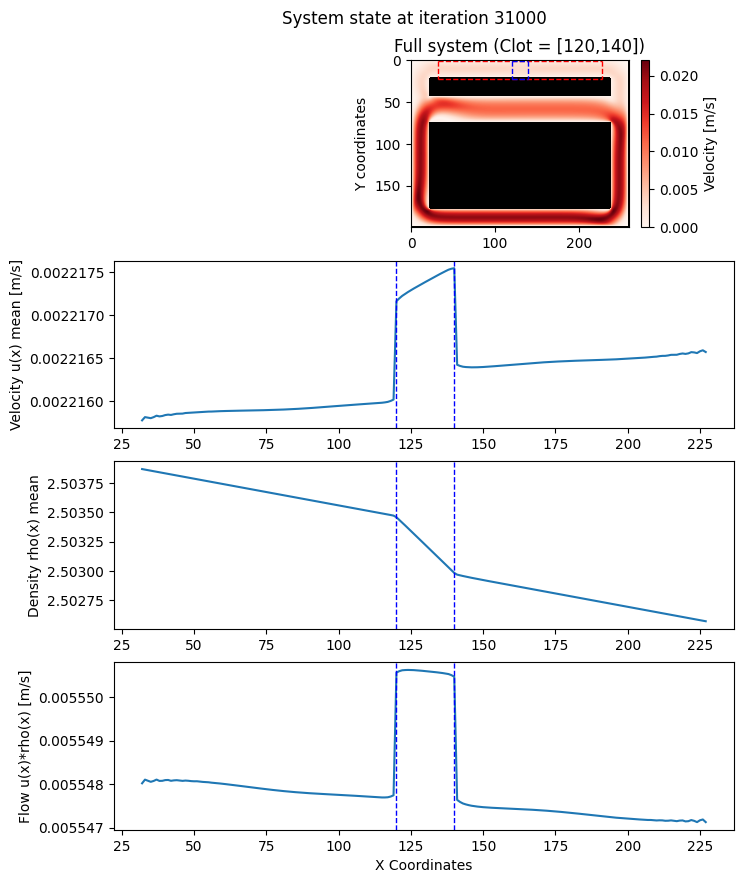 System state at iteration 31000
Full system (Clot = [120,140])
Y coordinates
0
50
100
150
0
100
200
0.020
0.015
0.010
0.005
0.000
Velocity [m/s]
Velocity u(x) mean [m/s]
0.0022175
0.0022170
0.0022165
0.0022160
25 50 75 100 125 150 175 200 225
Density rho(x) mean
2.50375
2.50350
2.50325
2.50300
2.50275
25 50 75 100 125 150 175 200 225
Flow u(x)*rho(x) [m/s]
0.005550
0.005549
0.005548
0.005547
25 50 75 100 125 150 175 200 225
X Coordinates